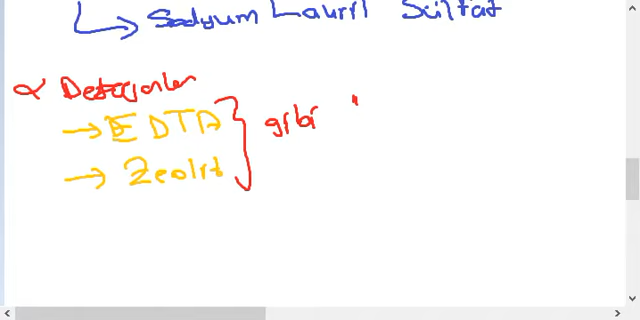 Sodyum Lauril Sülfat
α Deterjanlar
→ EDTA
→ Zeolit
gibi